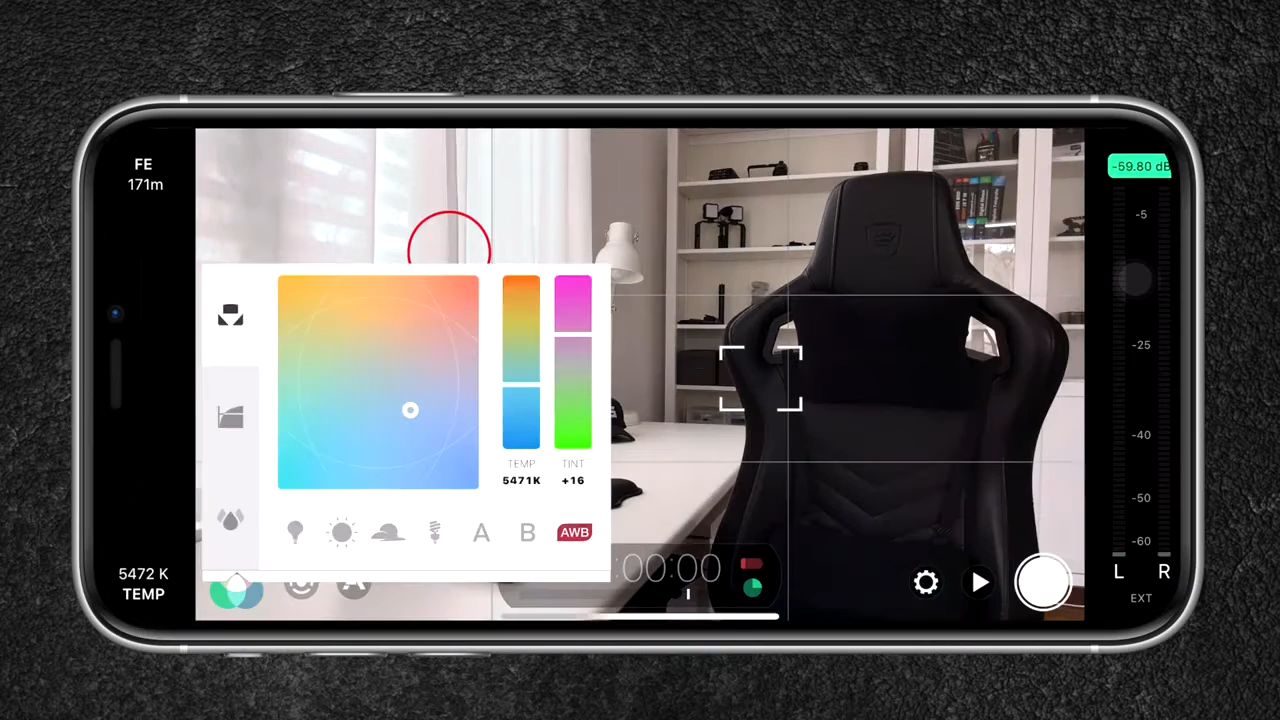 FE
171m
-59.80 dB
-5
-25
-40
-50
-60
L R
EXT
TEMP TINT
5471K +16
A B AWB
:00:00
5472 K
TEMP